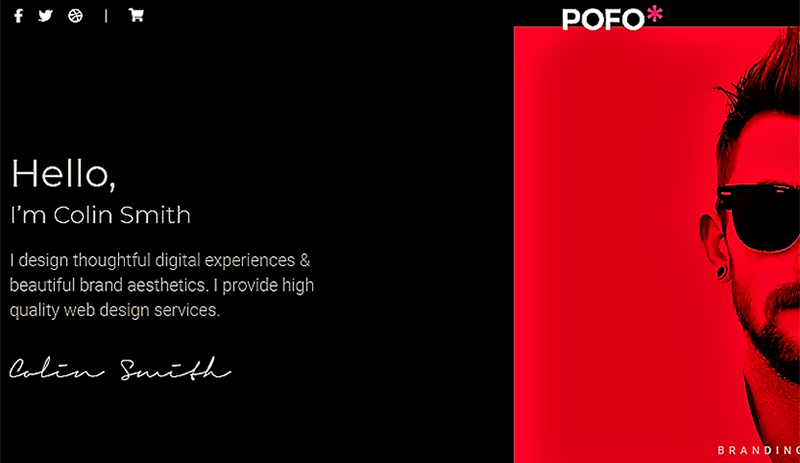 POFO*
Hello,
I'm Colin Smith
I design thoughtful digital experiences &
beautiful brand aesthetics. I provide high
quality web design services.
Colin Smith
BRANDING